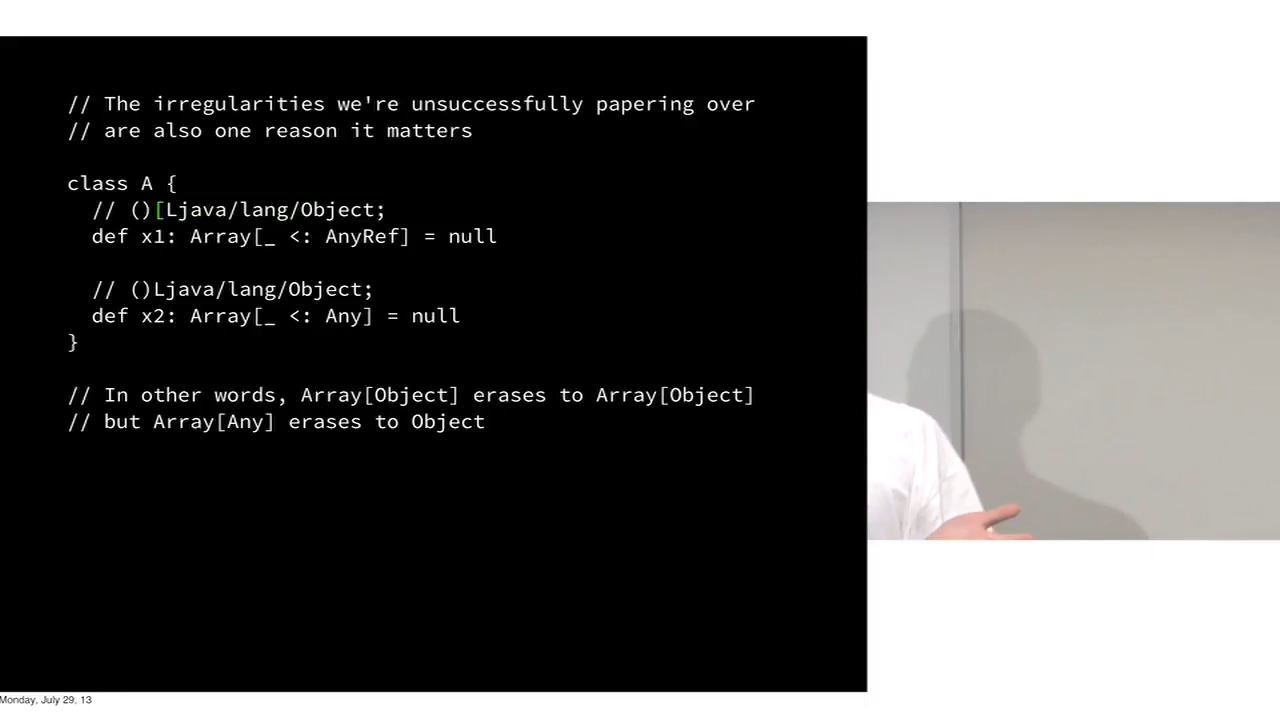 // The irregularities we're unsuccessfully papering over
// are also one reason it matters
class A {
// ()[Ljava/lang/Object;
def x1: Array[_ <: AnyRef] = null
// ()Ljava/lang/Object;
def x2: Array[_ <: Any] = null
}
// In other words, Array[Object] erases to Array[Object]
// but Array[Any] erases to Object
Monday, July 29, 13